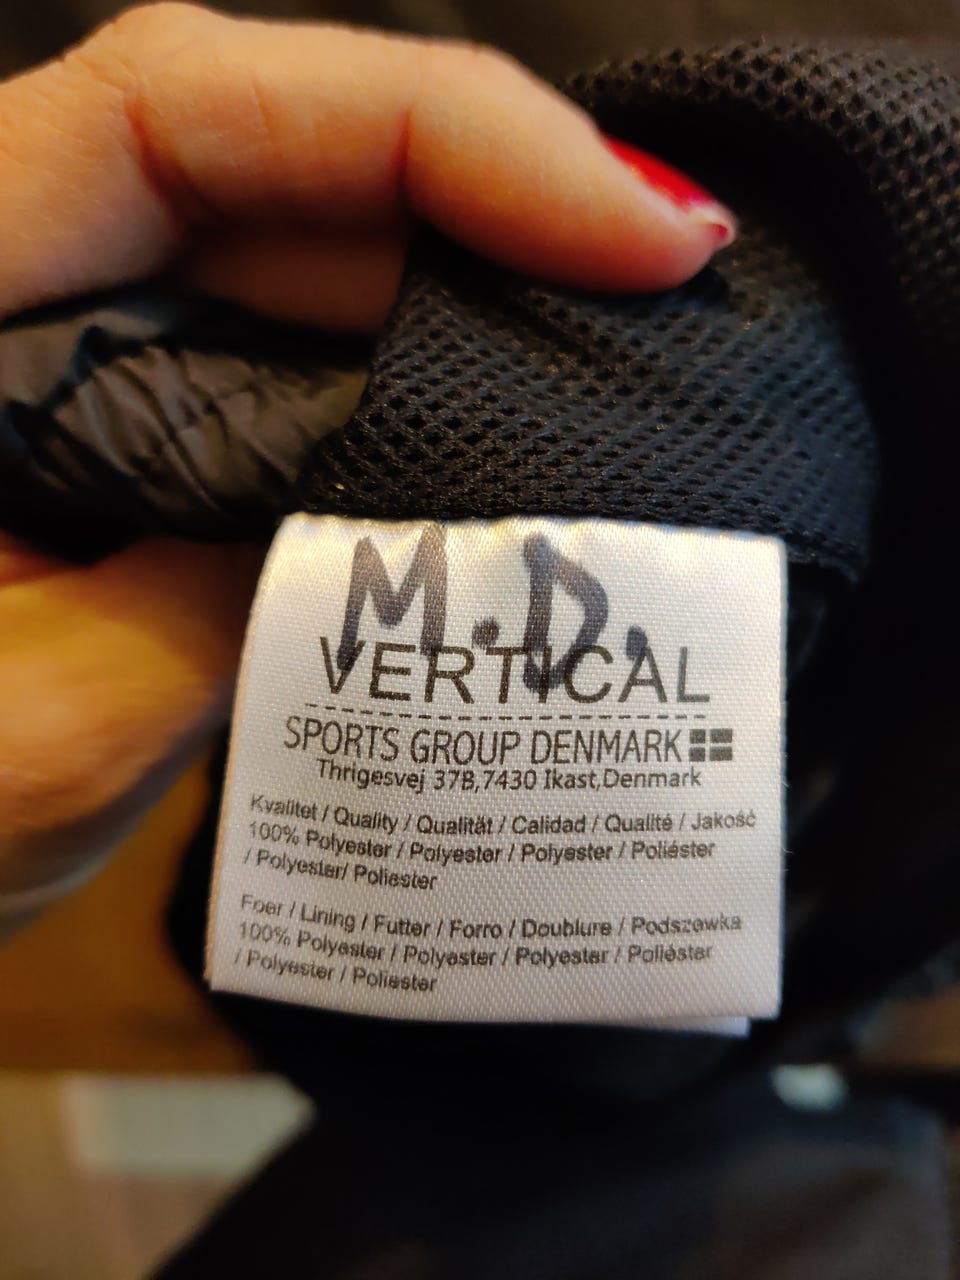 M.D.
VERTICAL
SPORTS GROUP DENMARK
Thrigesvej 37B,7430 Ikast,Denmark
Kvalitet / Quality / Qualität / Calidad / Qualité / Jakość
100% Polyester / Polyester / Polyester / Poliéster
/ Polyester/ Poliester
Foer / Lining / Futter / Forro / Doublure / Podszewka
100% Polyester / Polyester / Polyester / Poliéster
/ Polyester / Poliester